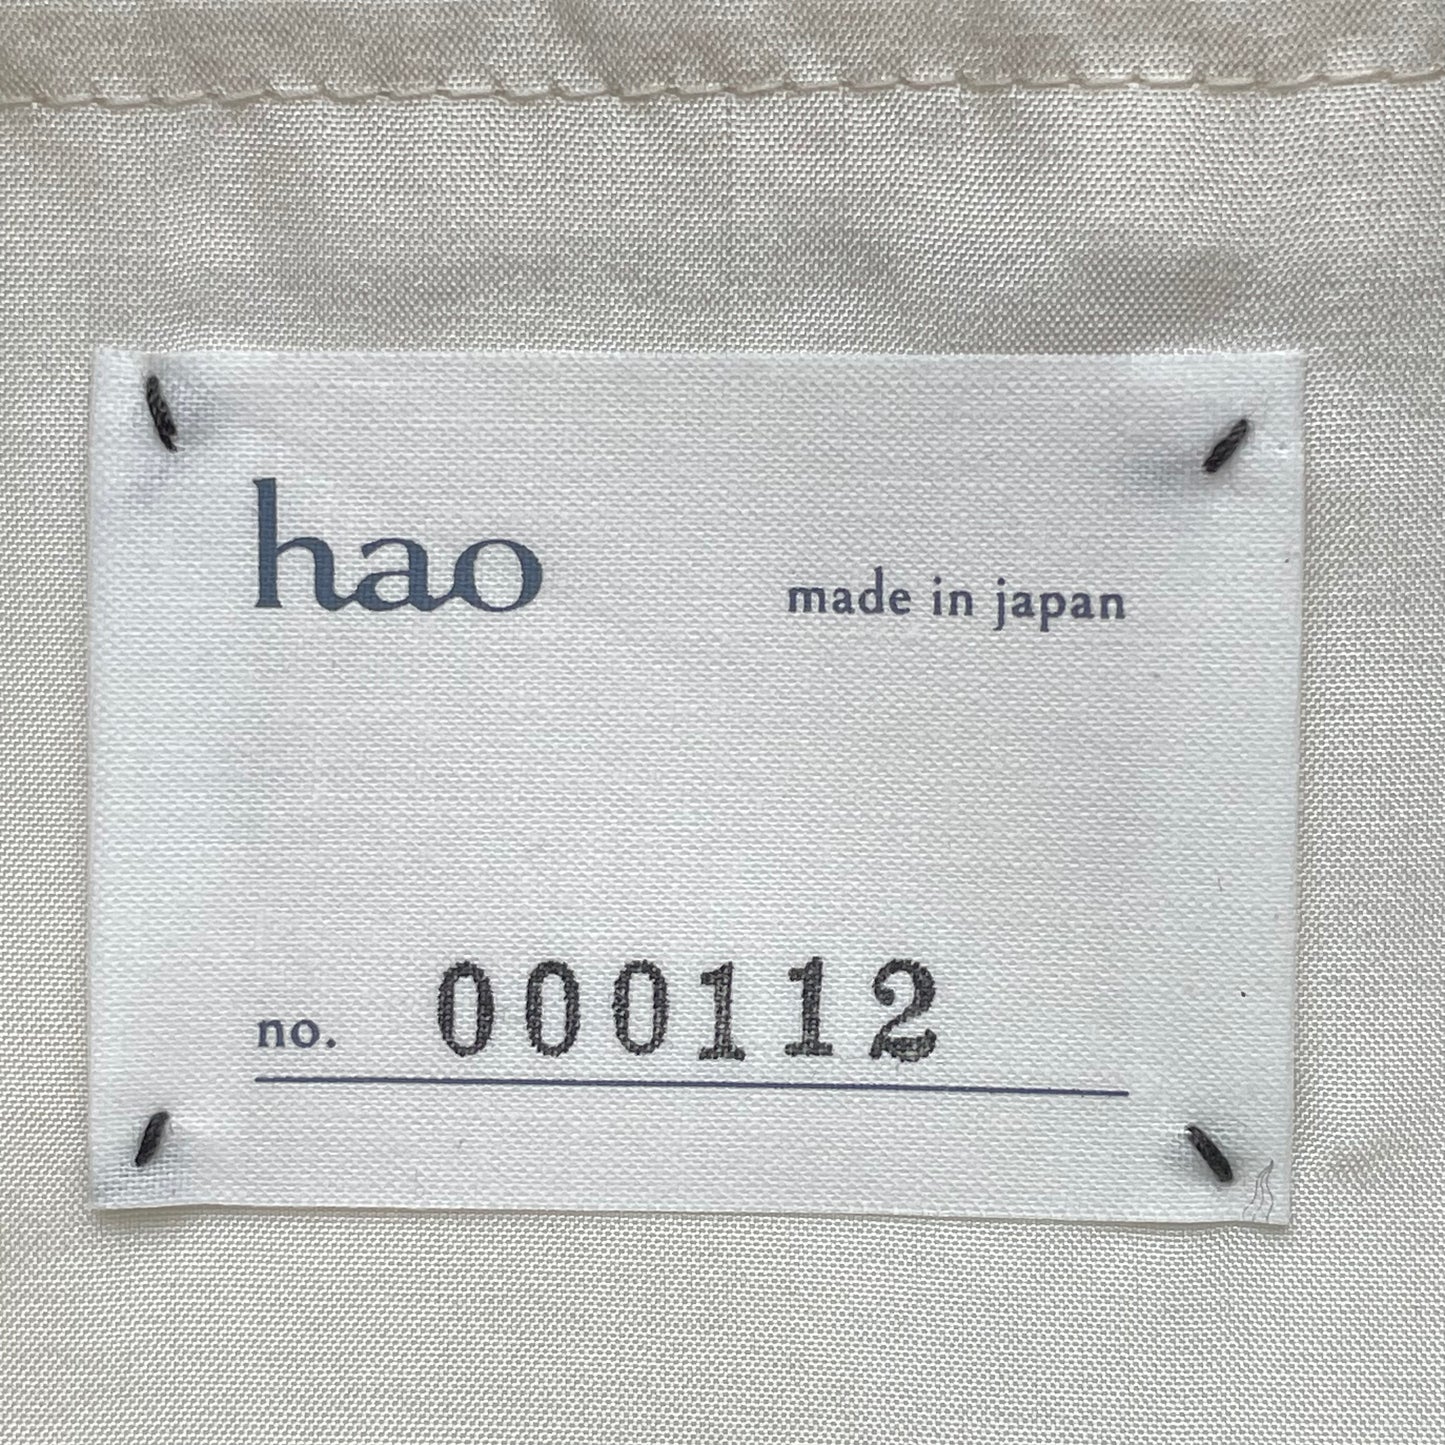 hao
made in japan
no. 000112